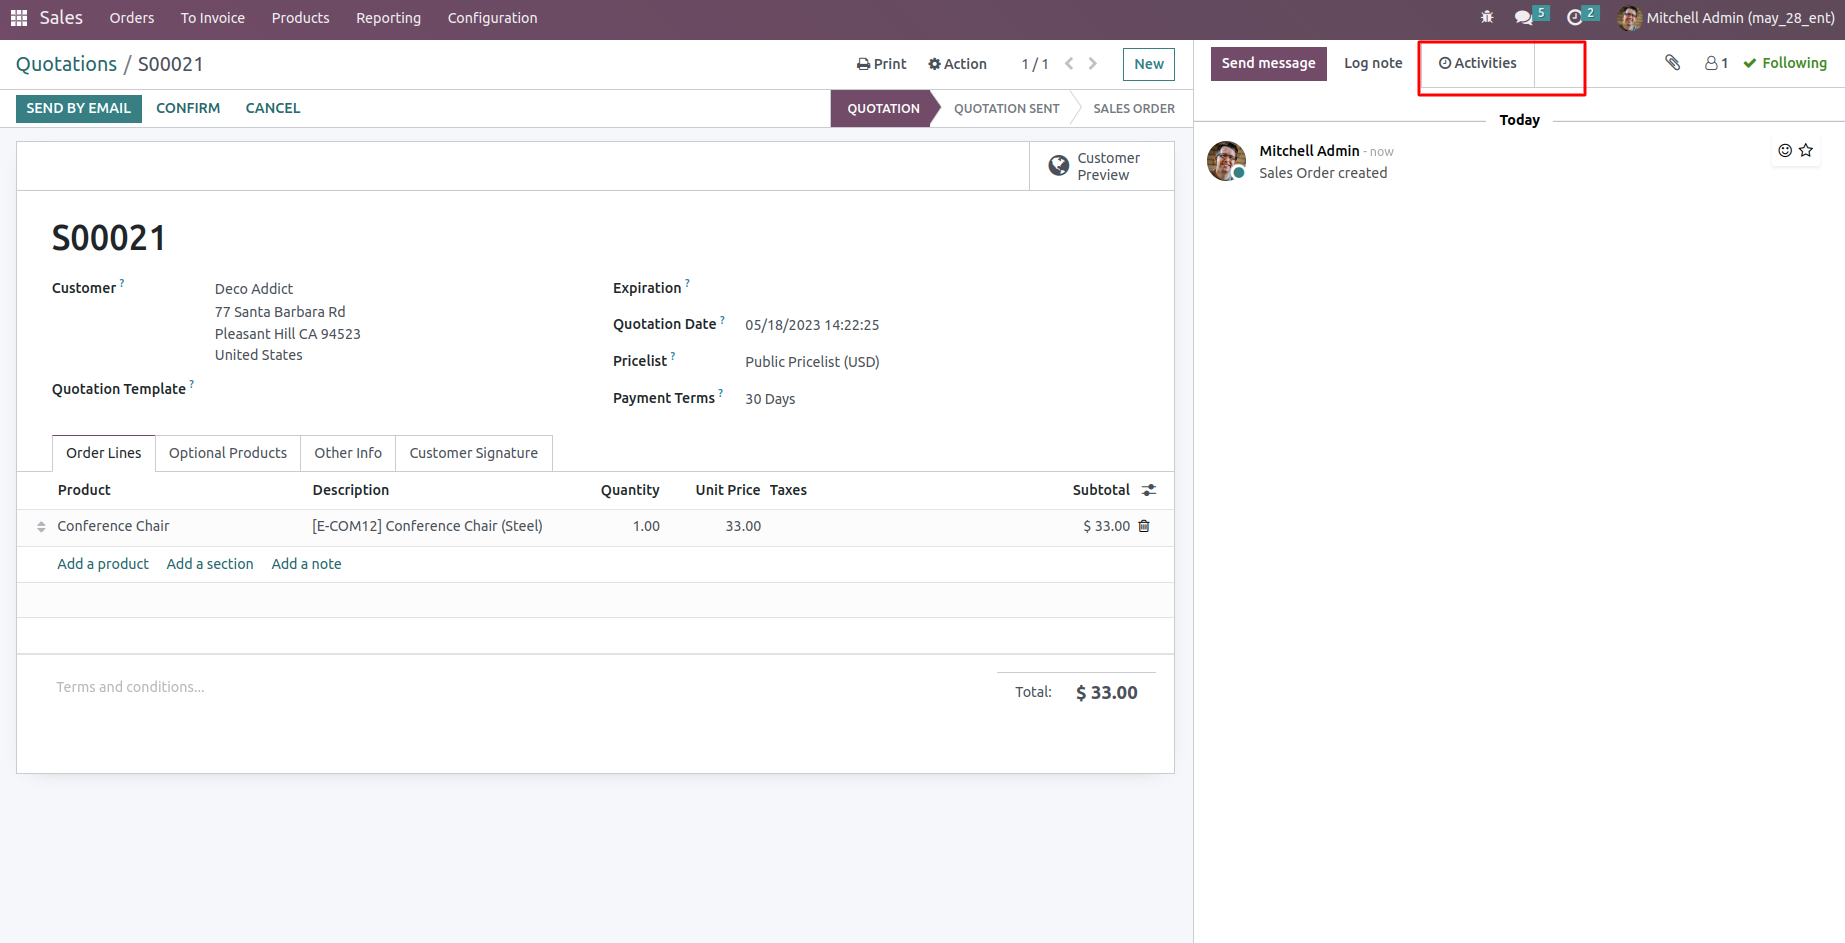 Sales Orders To Invoice Products Reporting Configuration 5 2 Mitchell Admin (may_28_ent)
Quotations / S00021 Print Action 1 / 1 New
SEND BY EMAIL CONFIRM CANCEL QUOTATION QUOTATION SENT SALES ORDER
Customer
Preview
S00021
Customer ? Deco Addict
77 Santa Barbara Rd
Pleasant Hill CA 94523
United States
Quotation Template ?
Expiration ?
Quotation Date ? 05/18/2023 14:22:25
Pricelist ? Public Pricelist (USD)
Payment Terms ? 30 Days
Order Lines Optional Products Other Info Customer Signature
Product Description Quantity Unit Price Taxes Subtotal
Conference Chair [E-COM12] Conference Chair (Steel) 1.00 33.00 $ 33.00
Add a product Add a section Add a note
Terms and conditions...
Total: $ 33.00
Send message Log note Activities 1 Following
Today
Mitchell Admin - now
Sales Order created